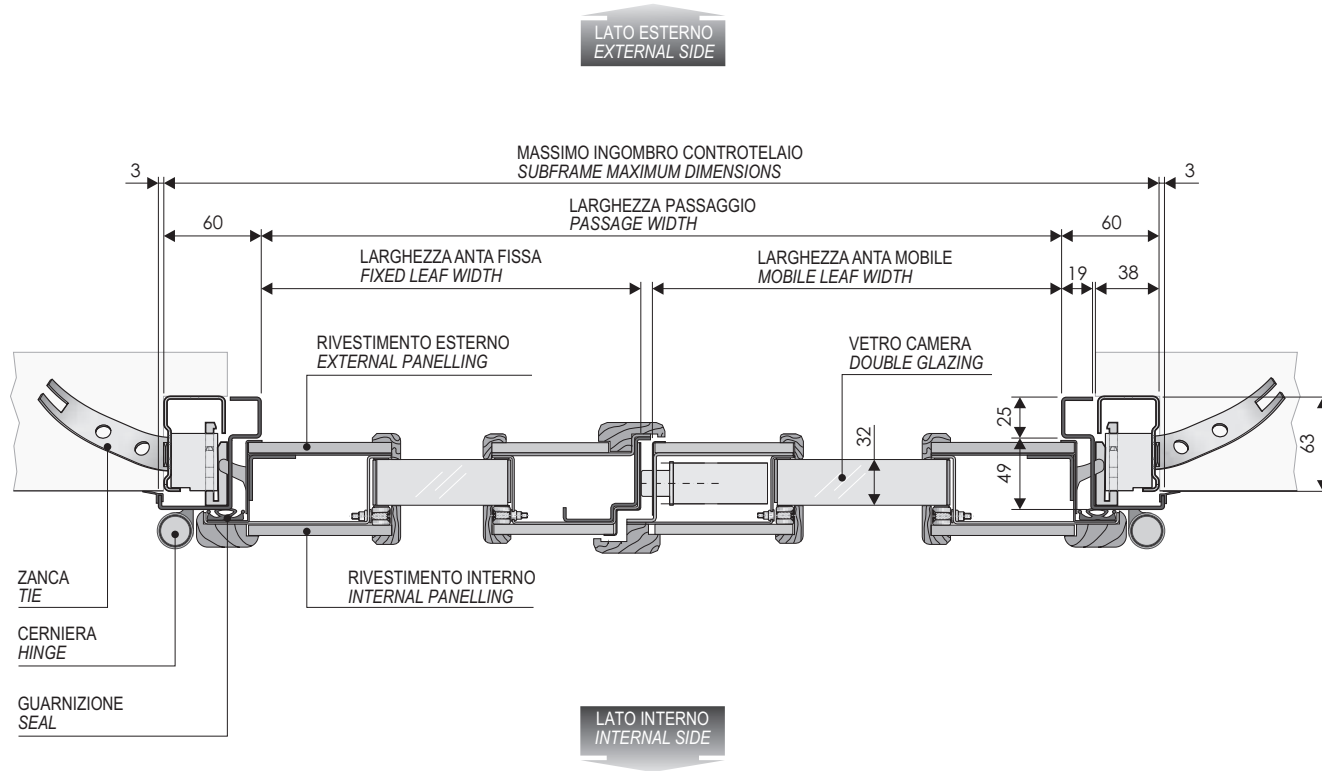 LATO ESTERNO
EXTERNAL SIDE
MASSIMO INGOMBRO CONTROTELAIO
SUBFRAME MAXIMUM DIMENSIONS
3
3
LARGHEZZA PASSAGGIO
PASSAGE WIDTH
60
60
LARGHEZZA ANTA FISSA
FIXED LEAF WIDTH
LARGHEZZA ANTA MOBILE
MOBILE LEAF WIDTH
19
38
RIVESTIMENTO ESTERNO
EXTERNAL PANELLING
VETRO CAMERA
DOUBLE GLAZING
25
63
32
49
ZANCA
TIE
RIVESTIMENTO INTERNO
INTERNAL PANELLING
CERNIERA
HINGE
GUARNIZIONE
SEAL
LATO INTERNO
INTERNAL SIDE